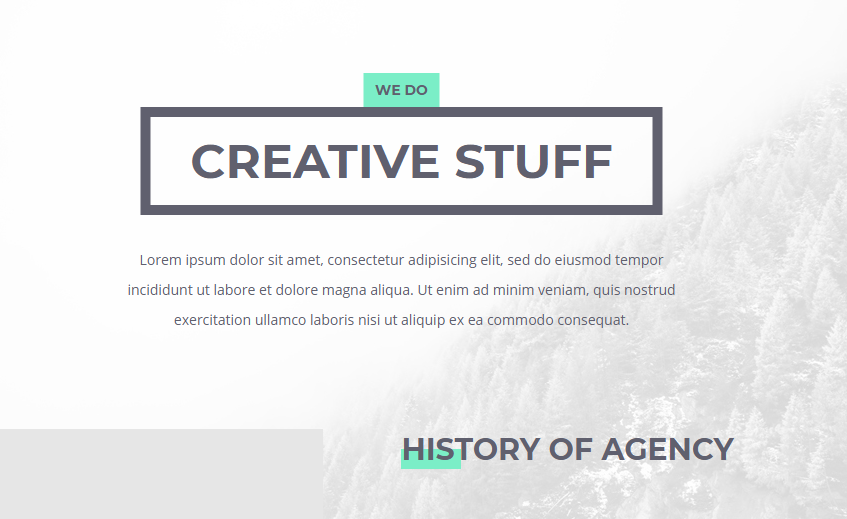 WE DO
CREATIVE STUFF
Lorem ipsum dolor sit amet, consectetur adipisicing elit, sed do eiusmod tempor
incididunt ut labore et dolore magna aliqua. Ut enim ad minim veniam, quis nostrud
exercitation ullamco laboris nisi ut aliquip ex ea commodo consequat.
HISTORY OF AGENCY